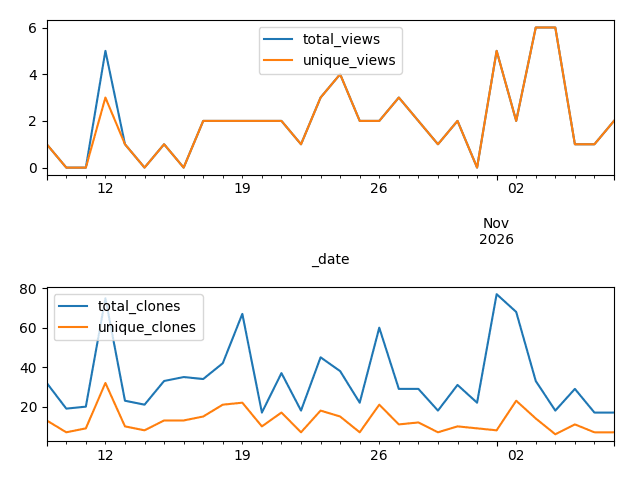 6
4
2
0
total_views
unique_views
12
19
26
02
Nov
2026
_date
80
60
40
20
total_clones
unique_clones
12
19
26
02